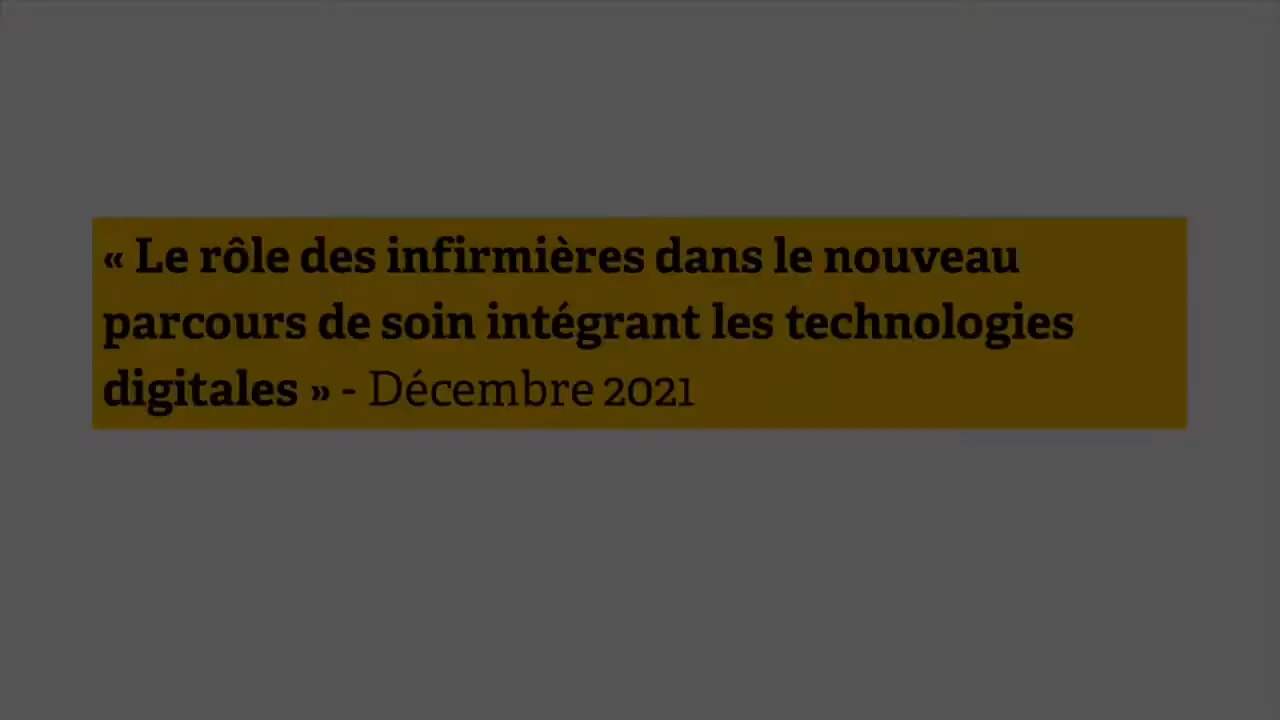 « Le rôle des infirmières dans le nouveau
parcours de soin intégrant les technologies
digitales » - Décembre 2021